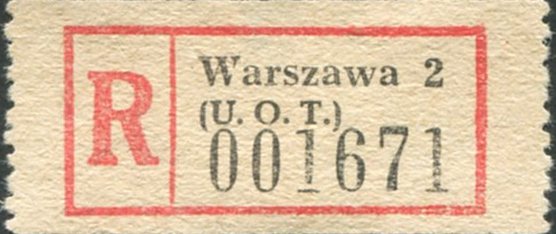 R
Warszawa 2
(U. O. T.)
001671